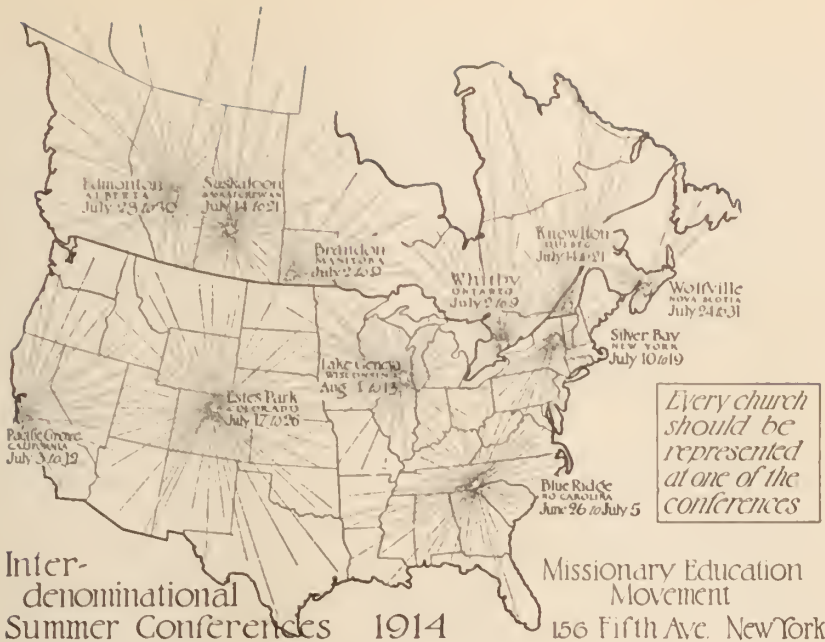 Edmonton
ALBERTA
July 23 to 30
Saskatoon
SASKATCHEWAN
July 14 to 21
Brandon
MANITOBA
July 2 to 9
Whitby
ONTARIO
July 2 to 9
Knowlton
QUEBEC
July 14 to 21
Wolfville
NOVA SCOTIA
July 24 to 31
Silver Bay
NEW YORK
July 10 to 19
Lake Geneva
WISCONSIN
Aug. to 13
Estes Park
COLORADO
July 17 to 26
Pacific Grove
CALIFORNIA
July 3 to 12
Blue Ridge
NO CAROLINA
June 26 to July 5
Every church
should be
represented
at one of the
conferences
Inter-
denominational
Summer Conferences 1914
Missionary Education
Movement
156 Fifth Ave. New York